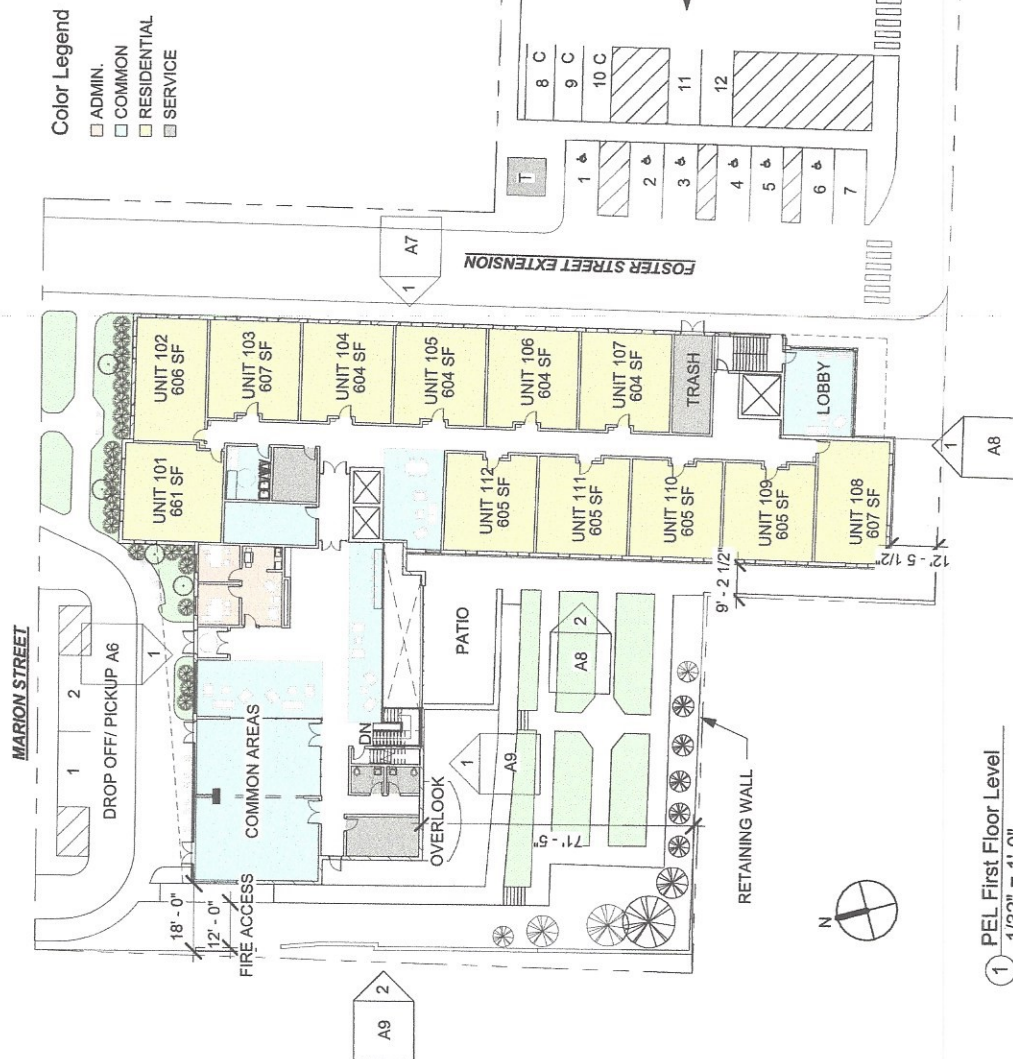 Color Legend
ADMIN.
COMMON
RESIDENTIAL
SERVICE
MARION STREET
1
2
DROP OFF/ PICKUP
A6
1
8 C
9 C
10 C
11
12
T
1
2
3
4
5
6
7
A7
1
FOSTER STREET EXTENSION
UNIT 101
661 SF
UNIT 102
606 SF
UNIT 103
607 SF
UNIT 104
604 SF
UNIT 105
604 SF
UNIT 106
604 SF
UNIT 107
604 SF
TRASH
LOBBY
UNIT 112
605 SF
UNIT 111
605 SF
UNIT 110
605 SF
UNIT 109
605 SF
UNIT 108
607 SF
W
COMMON AREAS
DN
PATIO
OVERLOOK
18' - 0"
12' - 0"
FIRE ACCESS
A9
2
1
A9
2
A8
1
A8
71' - 5"
9' - 2 1/2"
12' - 5 1/2"
RETAINING WALL
N
1
PEL First Floor Level
1/32" = 1'-0"